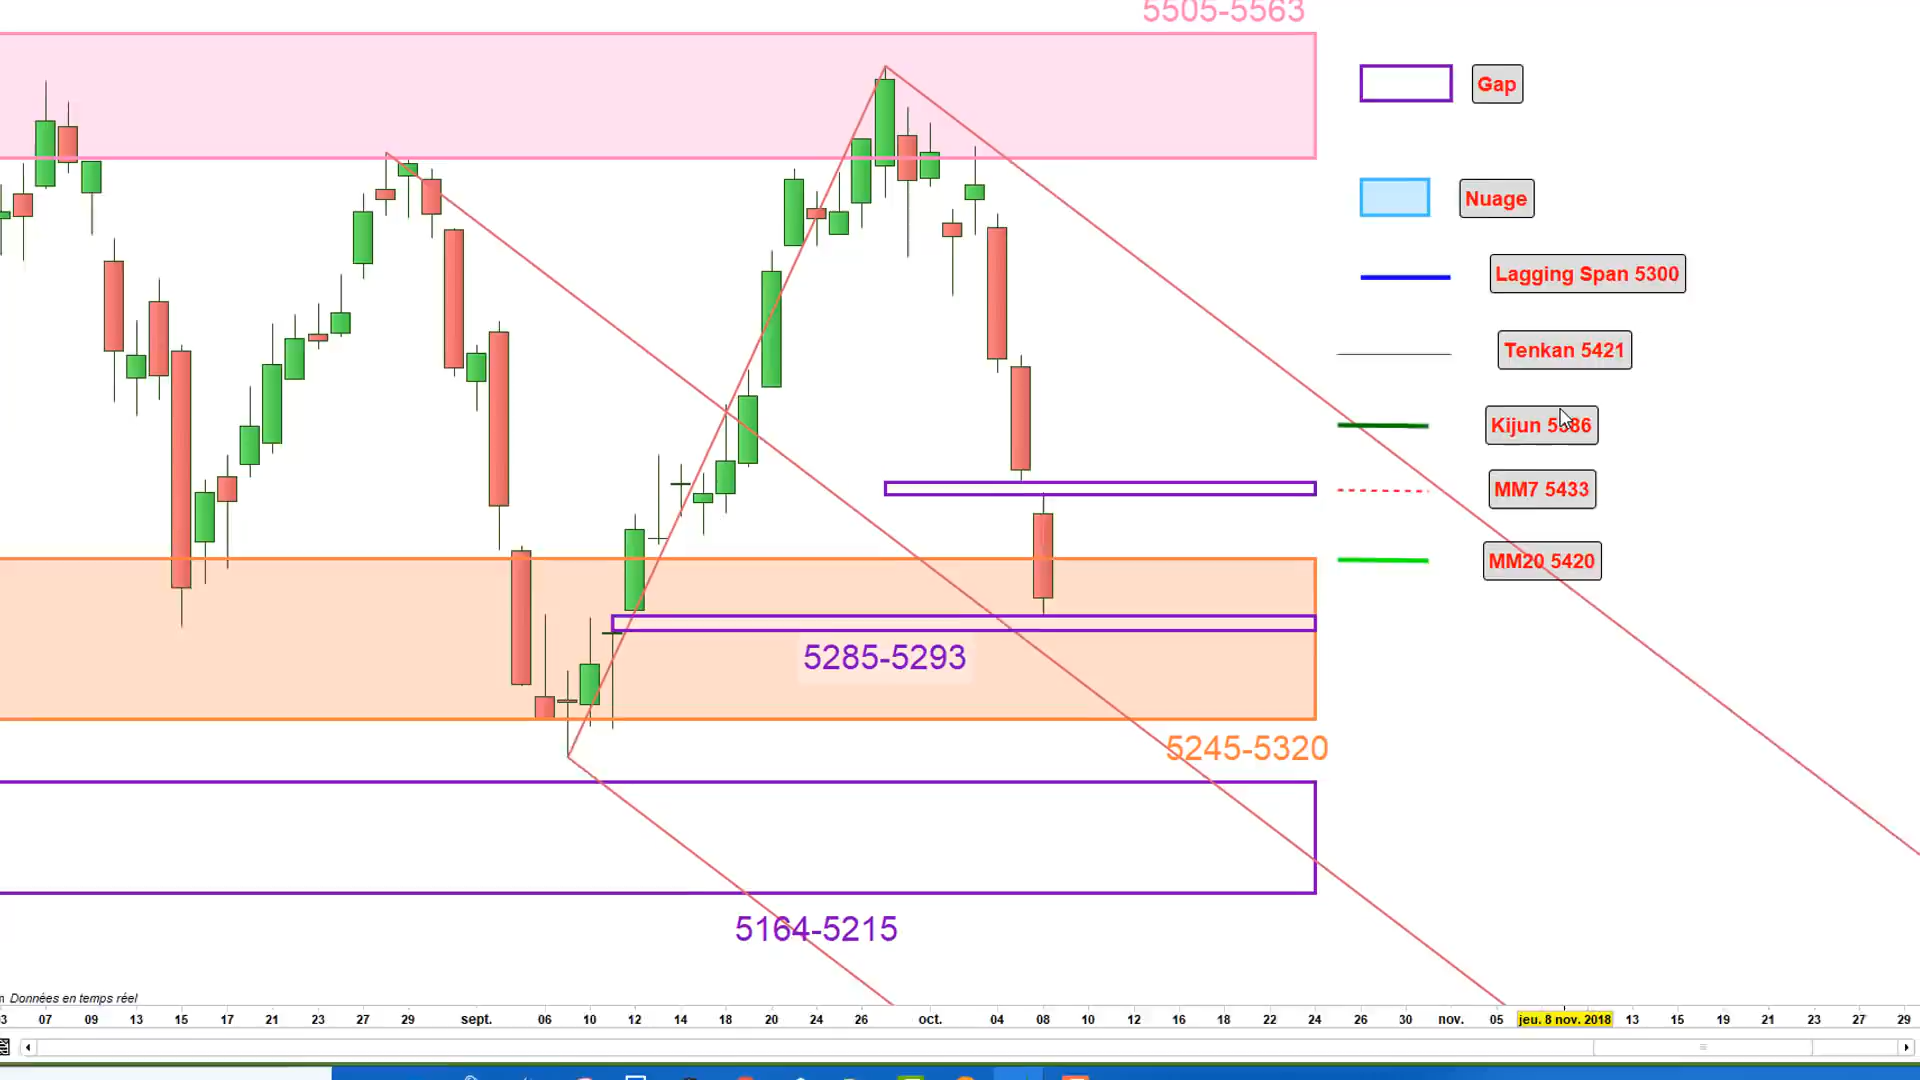 5505-5563
Gap
Nuage
Lagging Span 5300
Tenkan 5421
Kijun 5386
MM7 5433
MM20 5420
5285-5293
5245-5320
5164-5215
Données en temps réel
07 09 13 15 17 21 23 27 29 sept. 06 10 12 14 18 20 24 26 oct. 04 08 10 12 16 18 22 24 26 30 nov. 05 jeu. 8 nov. 2018 13 15 19 21 23 27 29